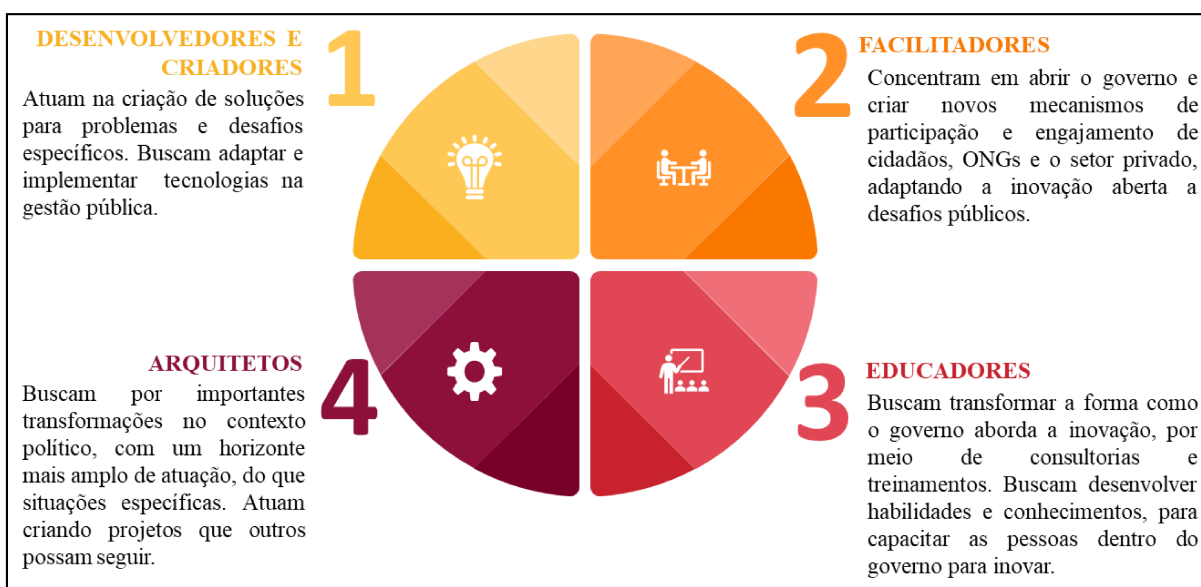 DESENVOLVEDORES E
CRIADORES
Atuam na criação de soluções
para problemas e desafios
específicos. Buscam adaptar e
implementar tecnologias na
gestão pública.
1
2
FACILITADORES
Concentram em abrir o governo e
criar novos mecanismos de
participação e engajamento de
cidadãos, ONGs e o setor privado,
adaptando a inovação aberta a
desafios públicos.
3
EDUCADORES
Buscam transformar a forma como
o governo aborda a inovação, por
meio de consultorias e
treinamentos. Buscam desenvolver
habilidades e conhecimentos, para
capacitar as pessoas dentro do
governo para inovar.
ARQUITETOS
Buscam por importantes
transformações no contexto
político, com um horizonte
mais amplo de atuação, do que
situações específicas. Atuam
criando projetos que outros
possam seguir.
4